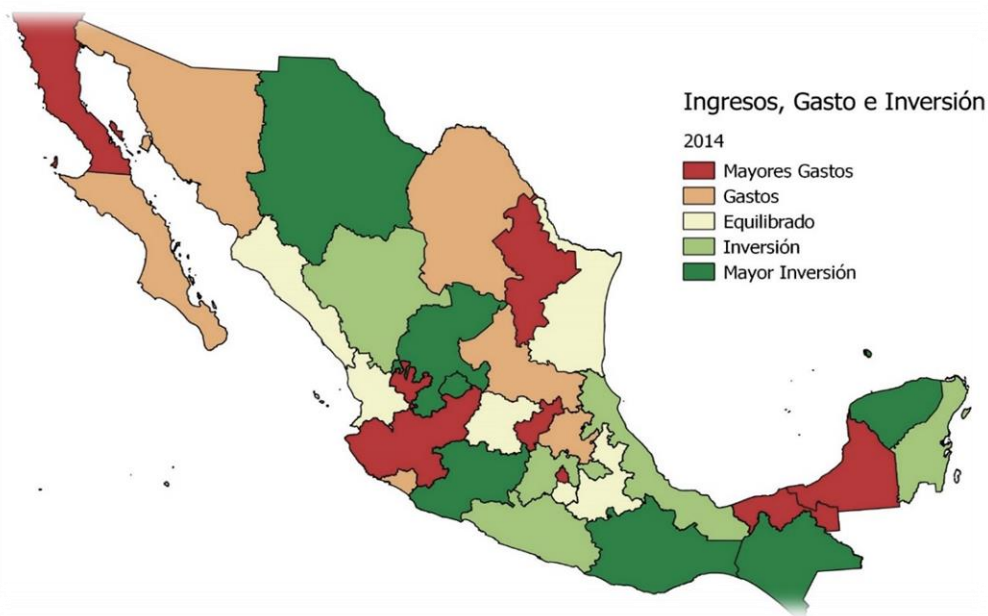 Ingresos, Gasto e Inversión
2014
Mayores Gastos
Gastos
Equilibrado
Inversión
Mayor Inversión